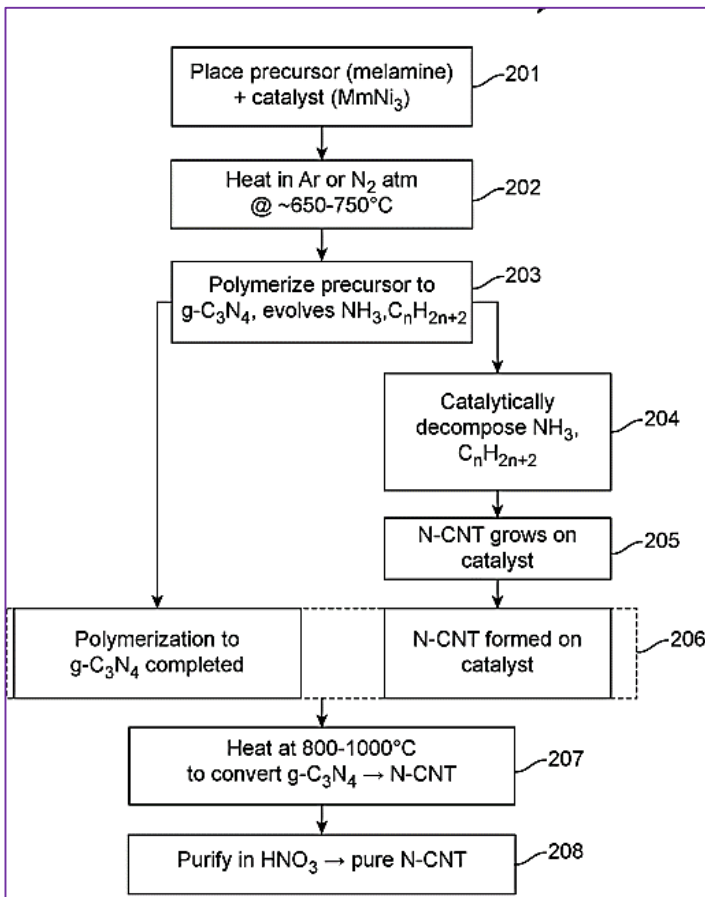 Place precursor (melamine)
+ catalyst (MmNi₃)
201
Heat in Ar or N₂ atm
@ ~650-750°C
202
Polymerize precursor to
g-C₃N₄, evolves NH₃,CₙH₂ₙ₊₂
203
Catalytically
decompose NH₃,
CₙH₂ₙ₊₂
204
N-CNT grows on
catalyst
205
Polymerization to
g-C₃N₄ completed
N-CNT formed on
catalyst
206
Heat at 800-1000°C
to convert g-C₃N₄ → N-CNT
207
Purify in HNO₃ → pure N-CNT
208